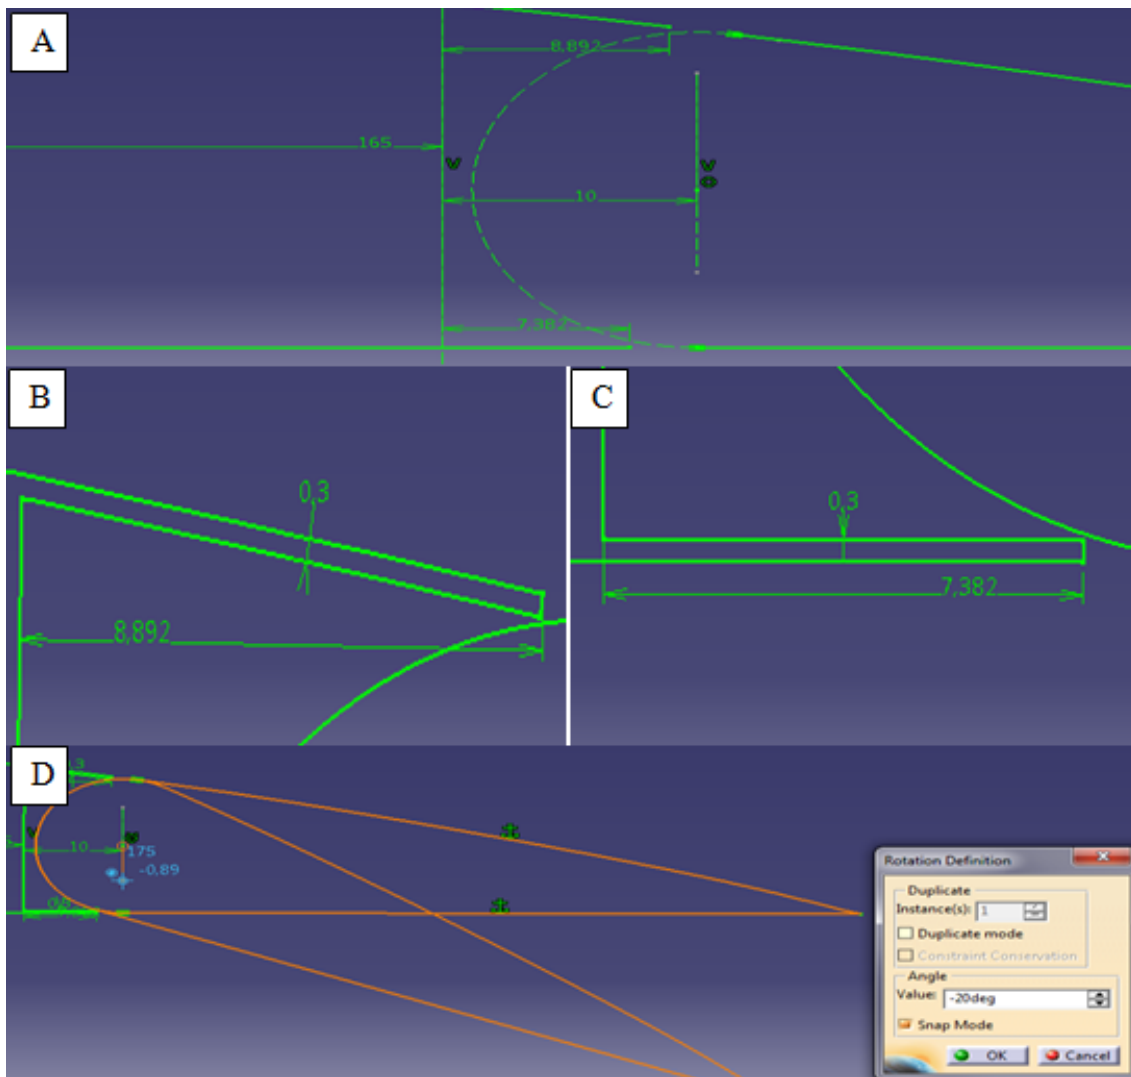 A
8,892
165
V
V
10
7,382
B
0,3
8,892
C
0,3
7,382
D
10
175
-0,89
Rotation Definition
Duplicate
Instance(s): 1
Duplicate mode
Constraint Conservation
Angle
Value: -20deg
Snap Mode
OK Cancel